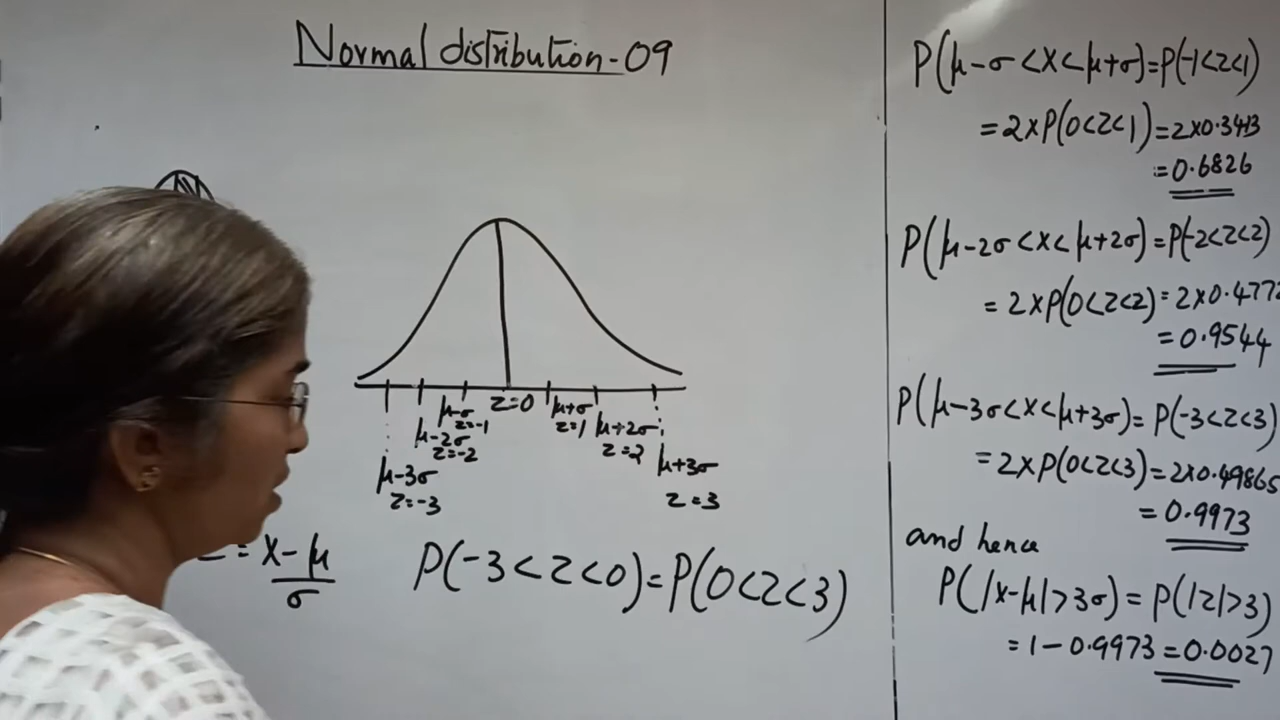 Normal distribution-09
z=0
μ-σ
z=-1
μ+σ
z=1
μ-2σ
z=-2
μ+2σ
z=2
μ-3σ
z=-3
μ+3σ
z=3
z = x-μ
σ
P(-3<z<0)=P(0<z<3)
P(μ-σ<x<μ+σ)=P(-1<z<1)
=2×P(0<z<1)=2×0.3413
=0.6826
P(μ-2σ<x<μ+2σ)=P(-2<z<2)
=2×P(0<z<2)=2×0.4772
=0.9544
P(μ-3σ<x<μ+3σ)=P(-3<z<3)
=2×P(0<z<3)=2×0.49865
=0.9973
and hence
P(|x-μ|>3σ)=P(|z|>3)
=1-0.9973=0.0027